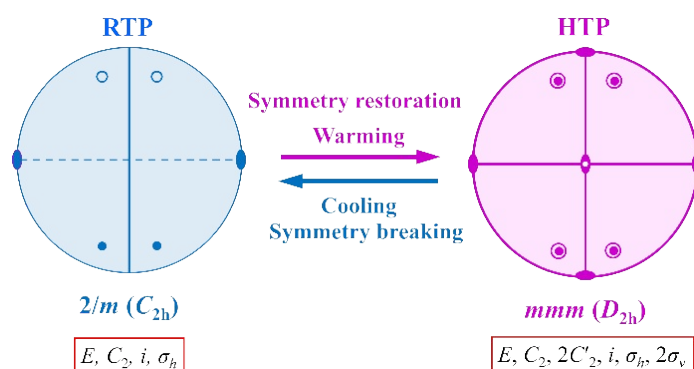 RTP
HTP
Symmetry restoration
Warming
Cooling
Symmetry breaking
2/m (C₂ₕ)
mmm (D₂ₕ)
E, C₂, i, σₕ
E, C₂, 2C′₂, i, σₕ, 2σᵥ